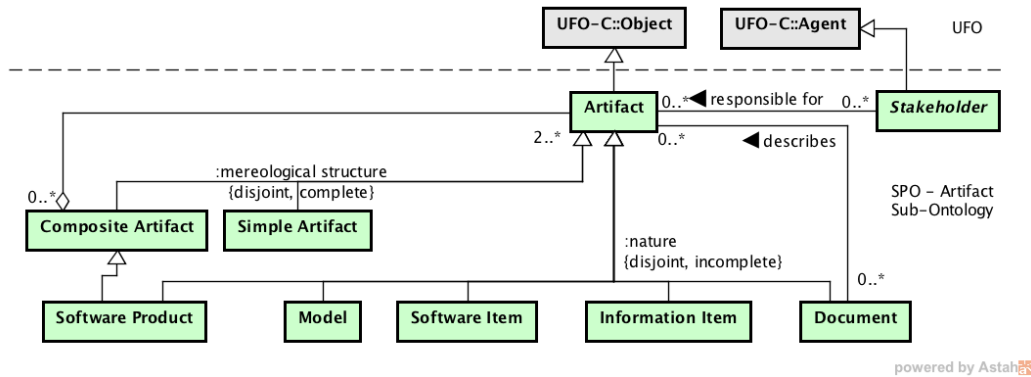 UFO-C::Object
UFO-C::Agent
UFO
Artifact
0..*
responsible for
0..*
Stakeholder
2..*
0..*
describes
:mereological structure
{disjoint, complete}
0..*
SPO - Artifact
Sub-Ontology
Composite Artifact
Simple Artifact
:nature
{disjoint, incomplete}
0..*
Software Product
Model
Software Item
Information Item
Document
powered by Astah